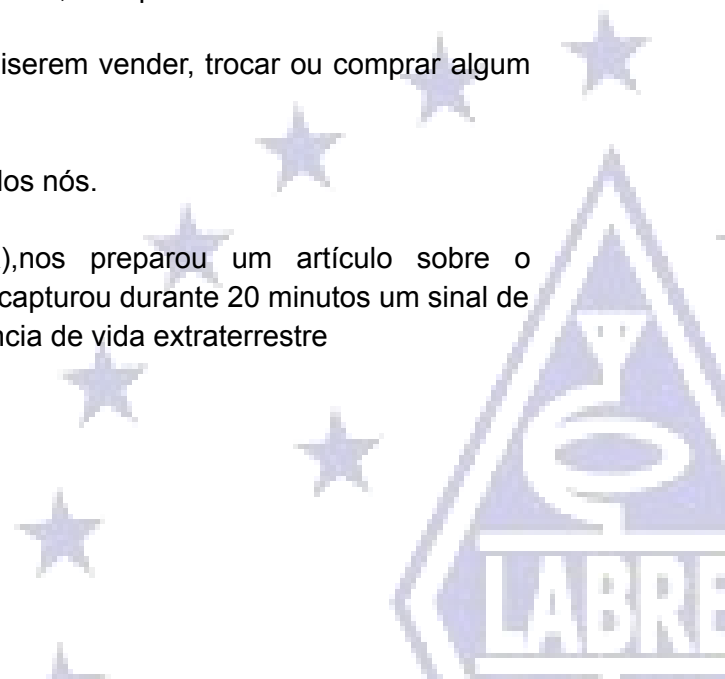 iserem vender, trocar ou comprar algum
los nós.
),nos preparou um artículo sobre o
capturou durante 20 minutos um sinal de
ncia de vida extraterrestre
LABRE